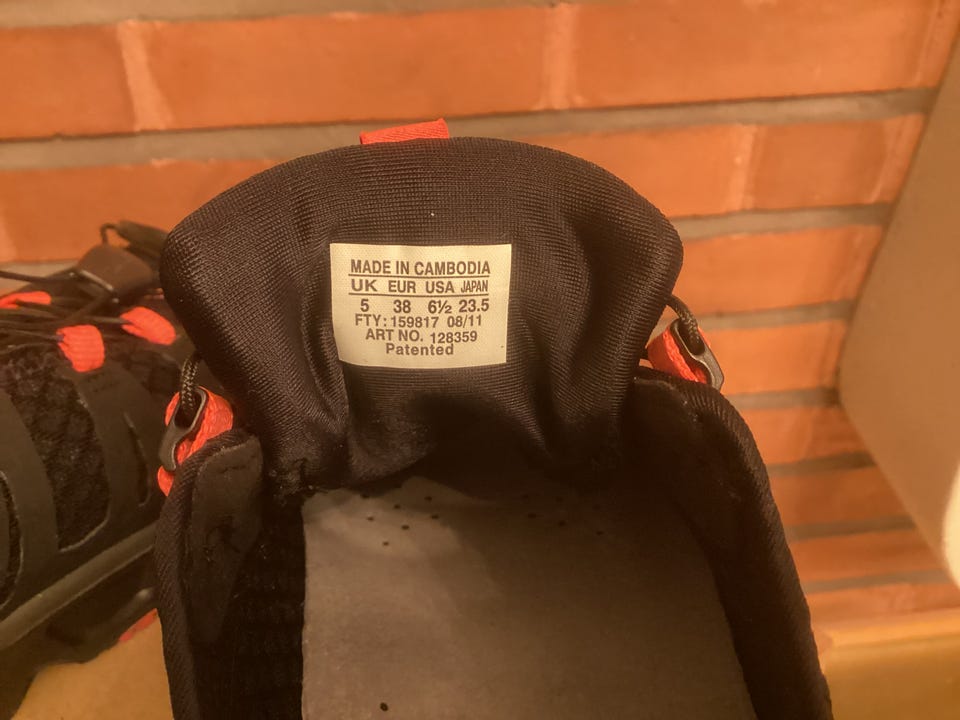 MADE IN CAMBODIA
UK EUR USA JAPAN
5 38 6½ 23.5
FTY: 159817 08/11
ART NO. 128359
Patented